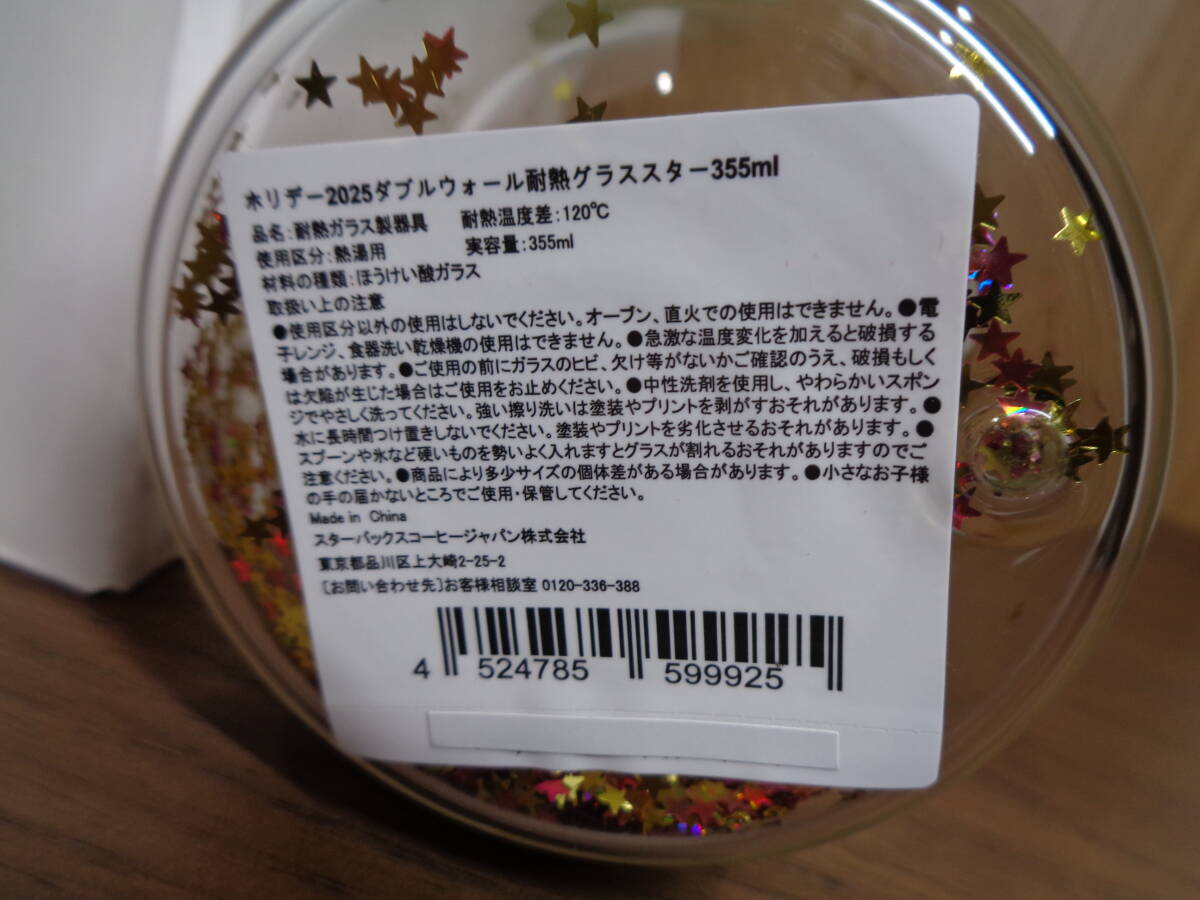 ホリデー2025ダブルウォール耐熱グラススター355ml
品名:耐熱ガラス製器具　耐熱温度差:120℃
使用区分:熱湯用　実容量:355ml
材料の種類:ほうけい酸ガラス
取扱い上の注意
●使用区分以外の使用はしないでください。オーブン、直火での使用はできません。●電
子レンジ、食器洗い乾燥機の使用はできません。●急激な温度変化を加えると破損する
場合があります。●ご使用の前にガラスのヒビ、欠け等がないかご確認のうえ、破損もしく
は欠陥が生じた場合はご使用をお止めください。●中性洗剤を使用し、やわらかいスポン
ジでやさしく洗ってください。強い擦り洗いは塗装やプリントを剥がすおそれがあります。●
水に長時間つけ置きしないでください。塗装やプリントを劣化させるおそれがあります。●
スプーンや氷など硬いものを勢いよく入れますとグラスが割れるおそれがありますのでご
注意ください。●商品により多少サイズの個体差がある場合があります。●小さなお子様
の手の届かないところでご使用・保管してください。
Made in China
スターバックスコーヒージャパン株式会社
東京都品川区上大崎2-25-2
[お問い合わせ先]お客様相談室 0120-336-388
4 524785 599925